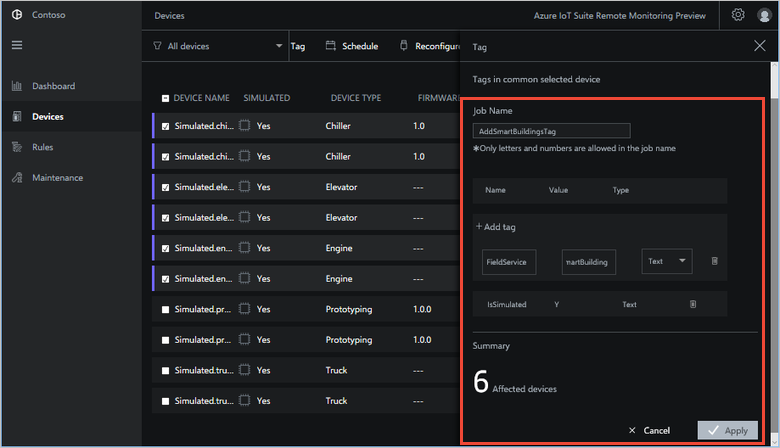 Contoso
Devices
Azure IoT Suite Remote Monitoring Preview
Dashboard
Devices
Rules
Maintenance
All devices
Tag
Schedule
Reconfigur
DEVICE NAME SIMULATED DEVICE TYPE FIRMWAR
Simulated.chi... Yes Chiller 1.0
Simulated.chi... Yes Chiller 1.0
Simulated.ele... Yes Elevator ---
Simulated.ele... Yes Elevator ---
Simulated.en... Yes Engine ---
Simulated.en... Yes Engine ---
Simulated.pr... Yes Prototyping 1.0.0
Simulated.pr... Yes Prototyping 1.0.0
Simulated.tru... Yes Truck ---
Simulated.tru... Yes Truck ---
Tag
Tags in common selected device
Job Name
AddSmartBuildingsTag
✱Only letters and numbers are allowed in the job name
Name Value Type
+ Add tag
FieldService martBuilding Text
IsSimulated Y Text
Summary
6 Affected devices
× Cancel
Apply